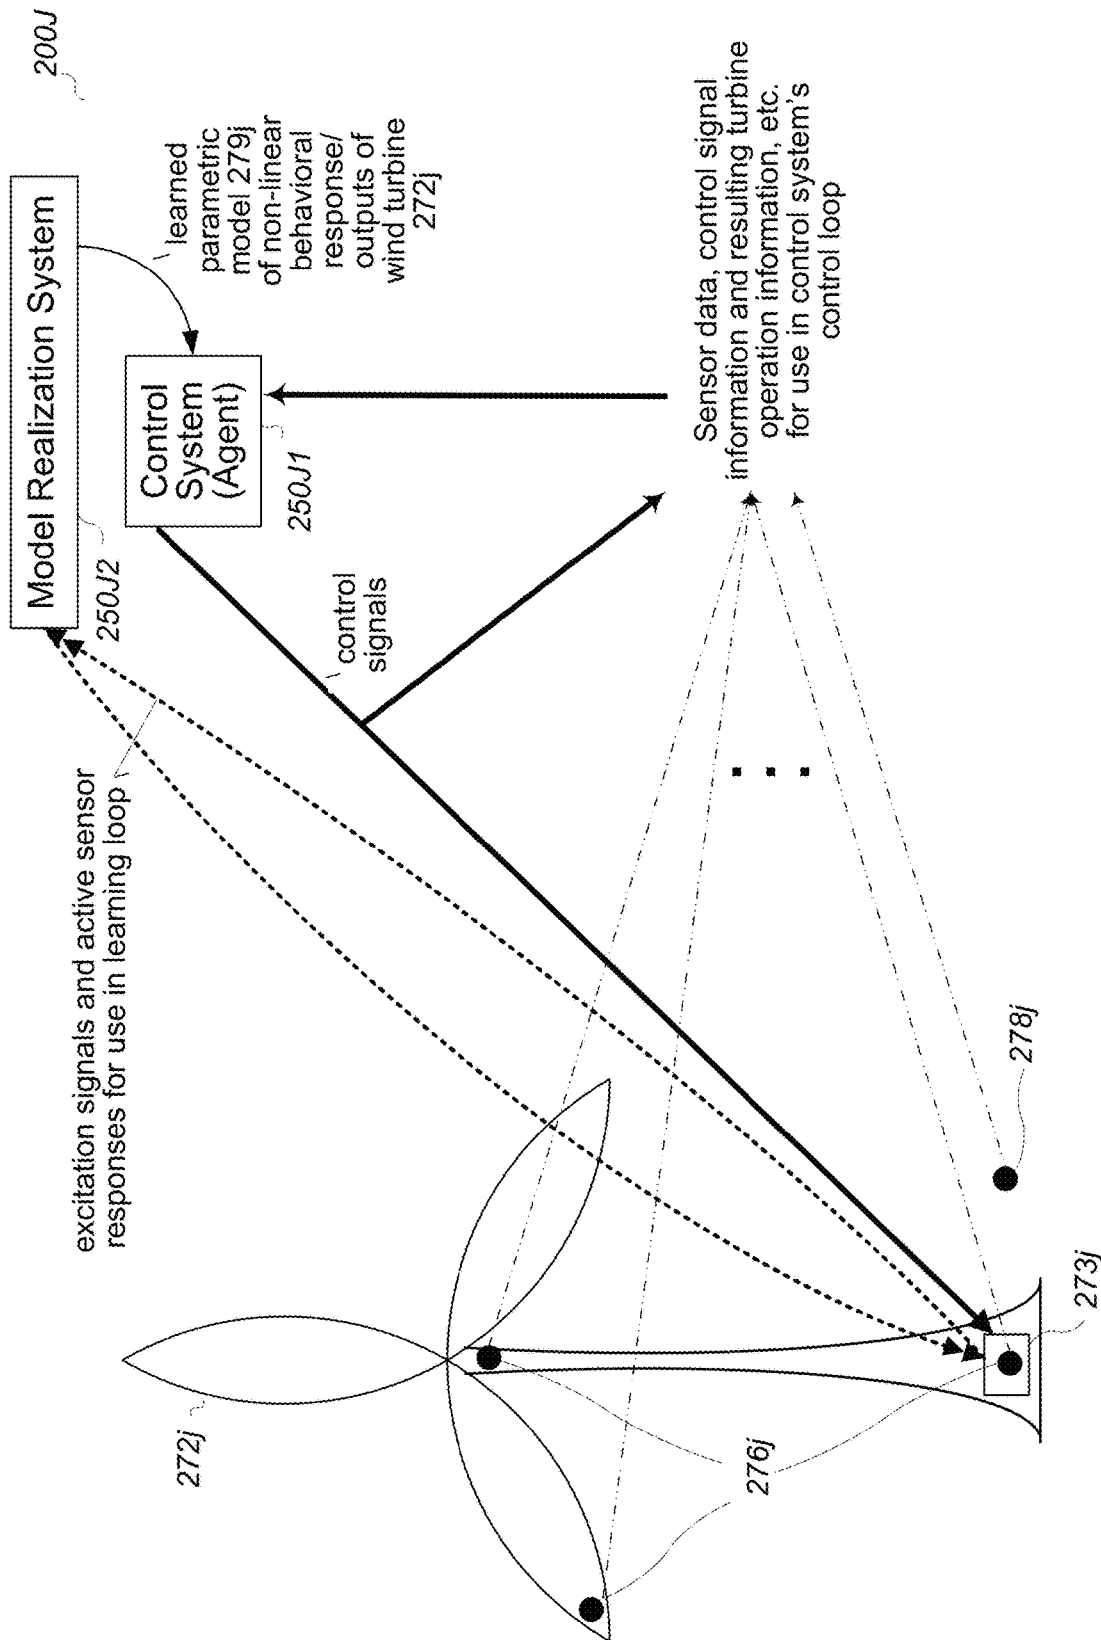 200J
Model Realization System
250J2
learned
parametric
model 279j
of non-linear
behavioral
response/
outputs of
wind turbine
272j
Control
System
(Agent)
250J1
excitation signals and active sensor
responses for use in learning loop
control
signals
Sensor data, control signal
information and resulting turbine
operation information, etc.
for use in control system's
control loop
272j
276j
278j
273j